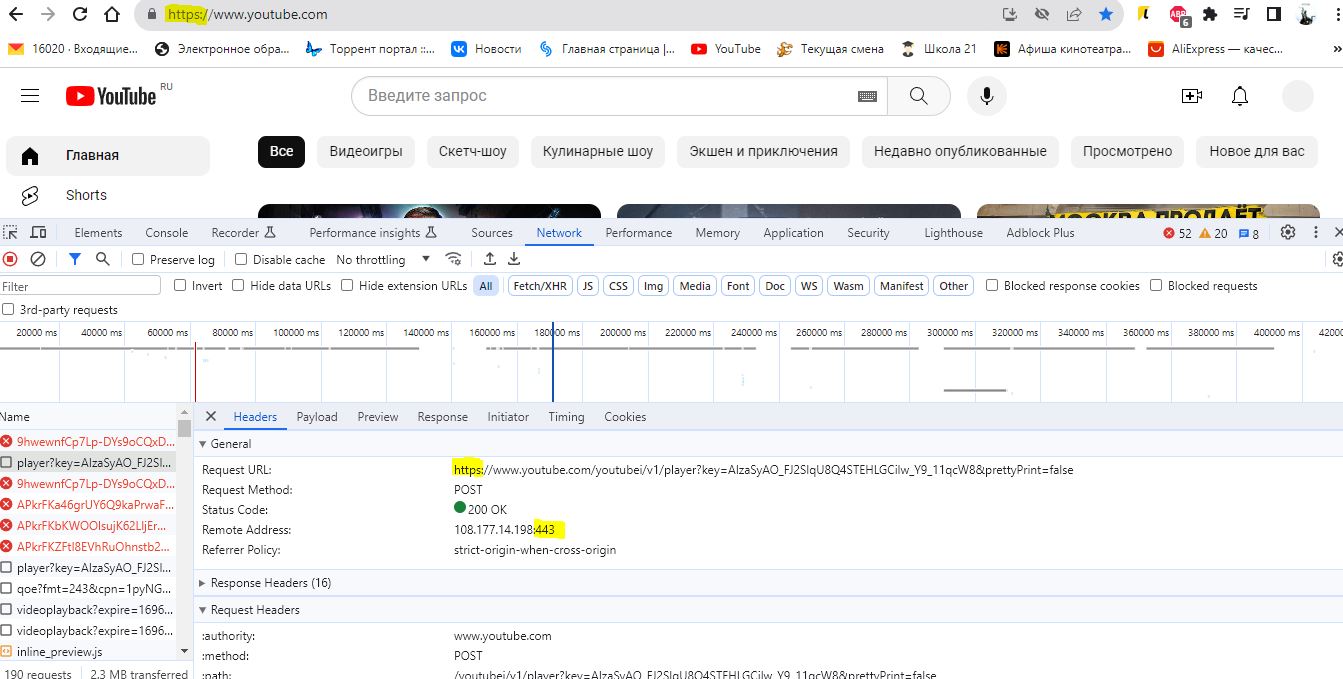 https://www.youtube.com
ABP 6
16020 · Входящие... Электронное обра... Торрент портал ::... Новости Главная страница |... YouTube Текущая смена Школа 21 Афиша кинотеатра... AliExpress — качес... »
YouTube RU Введите запрос
Главная Все Видеоигры Скетч-шоу Кулинарные шоу Экшен и приключения Недавно опубликованные Просмотрено Новое для вас
Shorts
Elements Console Recorder Performance insights Sources Network Performance Memory Application Security Lighthouse Adblock Plus 52 20 8
Preserve log Disable cache No throttling
Filter Invert Hide data URLs Hide extension URLs All Fetch/XHR JS CSS Img Media Font Doc WS Wasm Manifest Other Blocked response cookies Blocked requests
3rd-party requests
20000 ms 40000 ms 60000 ms 80000 ms 100000 ms 120000 ms 140000 ms 160000 ms 180000 ms 200000 ms 220000 ms 240000 ms 260000 ms 280000 ms 300000 ms 320000 ms 340000 ms 360000 ms 380000 ms 400000 ms
Name Headers Payload Preview Response Initiator Timing Cookies
9hwewnfCp7Lp-DYs9oCQxD... General
player?key=AIzaSyAO_FJ2Sl... Request URL: https://www.youtube.com/youtubei/v1/player?key=AIzaSyAO_FJ2SlqU8Q4STEHLGCilw_Y9_11qcW8&prettyPrint=false
9hwewnfCp7Lp-DYs9oCQxD... Request Method: POST
APkrFKa46grUY6Q9kaPrwaF... Status Code: 200 OK
APkrFKbKWOOIsujK62LIjEr... Remote Address: 108.177.14.198:443
APkrFKZFtI8EVhRuOhnstb2... Referrer Policy: strict-origin-when-cross-origin
player?key=AIzaSyAO_FJ2Sl...
qoe?fmt=243&cpn=1pyNG... Response Headers (16)
videoplayback?expire=1696... Request Headers
videoplayback?expire=1696... :authority: www.youtube.com
inline_preview.js :method: POST
190 requests 2.3 MB transferred :path: /youtubei/v1/player?key=AIzaSyAO_FJ2SlqU8Q4STEHLGCilw_Y9_11qcW8&prettyPrint=false